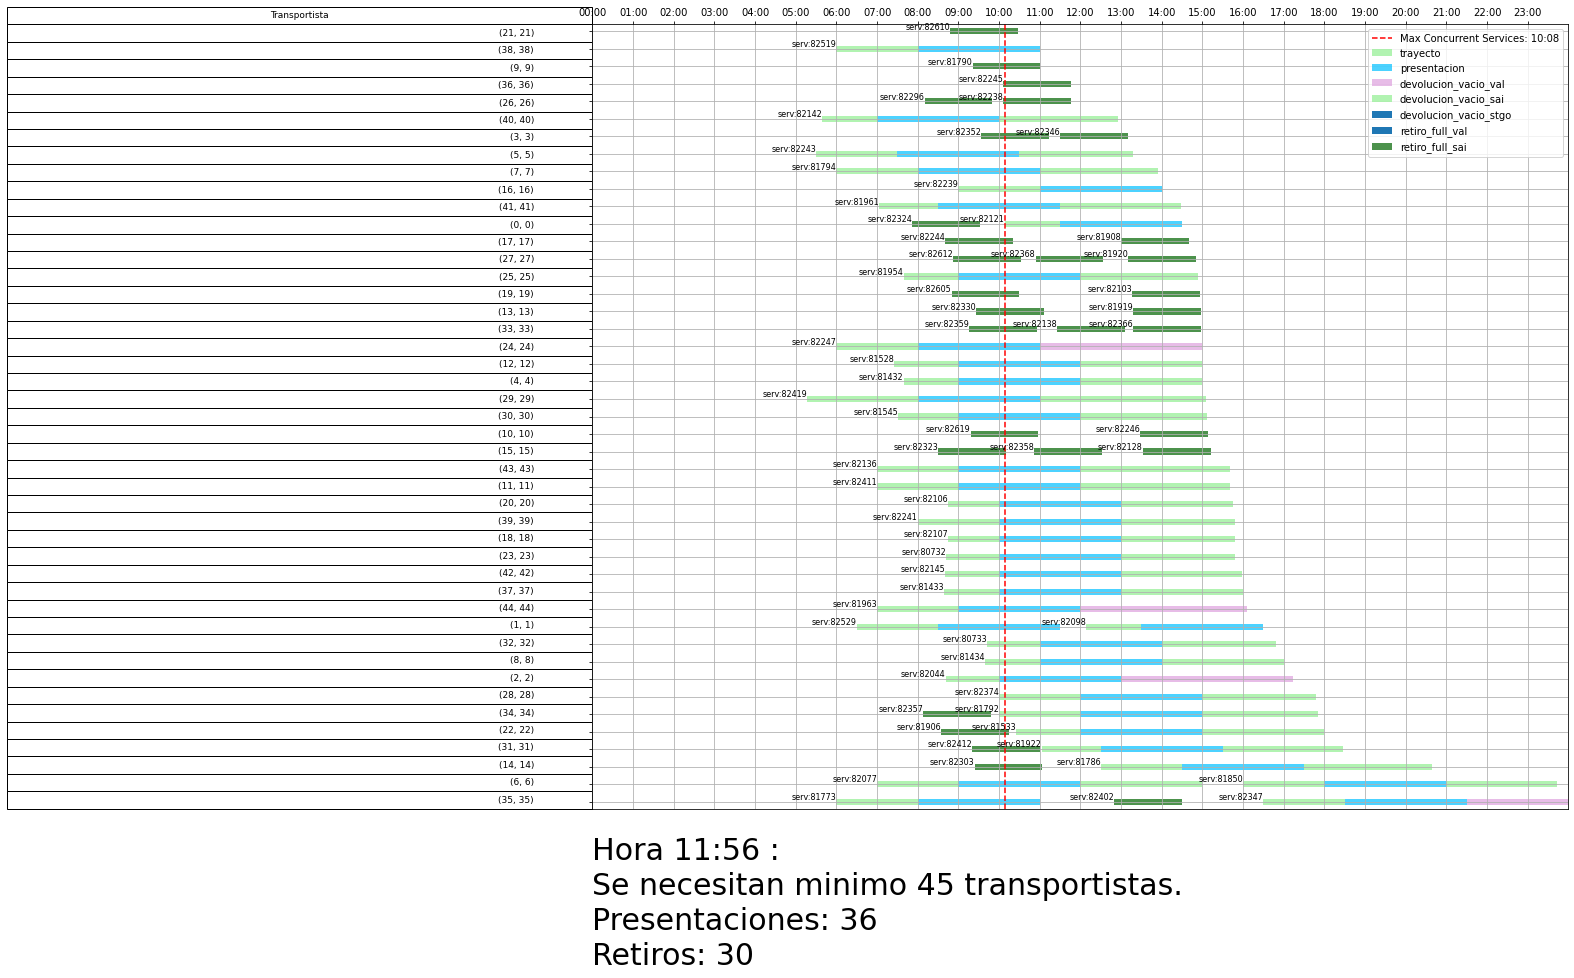 Transportista
00:00 01:00 02:00 03:00 04:00 05:00 06:00 07:00 08:00 09:00 10:00 11:00 12:00 13:00 14:00 15:00 16:00 17:00 18:00 19:00 20:00 21:00 22:00 23:00
Max Concurrent Services: 10:08
trayecto
presentacion
devolucion_vacio_val
devolucion_vacio_sai
devolucion_vacio_stgo
retiro_full_val
retiro_full_sai
(21, 21) serv:82610
(38, 38) serv:82519
(9, 9) serv:81790
(36, 36) serv:82245
(26, 26) serv:82296 serv:82238
(40, 40) serv:82142
(3, 3) serv:82352 serv:82346
(5, 5) serv:82243
(7, 7) serv:81794
(16, 16) serv:82239
(41, 41) serv:81961
(0, 0) serv:82324 serv:82121
(17, 17) serv:82244 serv:81908
(27, 27) serv:82612 serv:82368 serv:81920
(25, 25) serv:81954
(19, 19) serv:82605 serv:82103
(13, 13) serv:82330 serv:81919
(33, 33) serv:82359 serv:82138 serv:82366
(24, 24) serv:82247
(12, 12) serv:81528
(4, 4) serv:81432
(29, 29) serv:82419
(30, 30) serv:81545
(10, 10) serv:82619 serv:82246
(15, 15) serv:82323 serv:82358 serv:82128
(43, 43) serv:82136
(11, 11) serv:82411
(20, 20) serv:82106
(39, 39) serv:82241
(18, 18) serv:82107
(23, 23) serv:80732
(42, 42) serv:82145
(37, 37) serv:81433
(44, 44) serv:81963
(1, 1) serv:82529 serv:82098
(32, 32) serv:80733
(8, 8) serv:81434
(2, 2) serv:82044
(28, 28) serv:82374
(34, 34) serv:82357 serv:81792
(22, 22) serv:81906 serv:81533
(31, 31) serv:82412 serv:81922
(14, 14) serv:82303 serv:81786
(6, 6) serv:82077 serv:81850
(35, 35) serv:81773 serv:82402 serv:82347
Hora 11:56 :
Se necesitan minimo 45 transportistas.
Presentaciones: 36
Retiros: 30